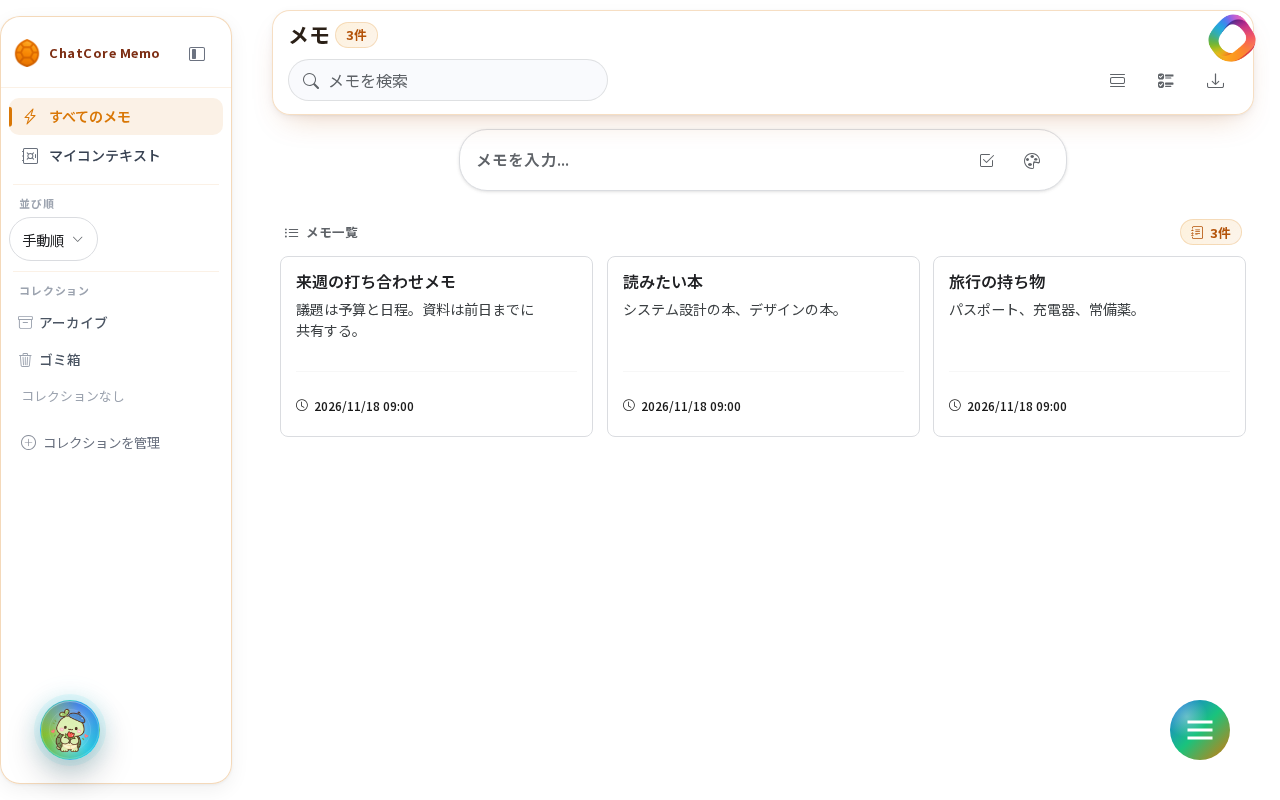 ChatCore Memo
すべてのメモ
マイコンテキスト
並び順
手動順
コレクション
アーカイブ
ゴミ箱
コレクションなし
コレクションを管理
メモ
3件
メモを検索
メモを入力...
メモ一覧
3件
来週の打ち合わせメモ
議題は予算と日程。資料は前日までに
共有する。
2026/11/18 09:00
読みたい本
システム設計の本、デザインの本。
2026/11/18 09:00
旅行の持ち物
パスポート、充電器、常備薬。
2026/11/18 09:00